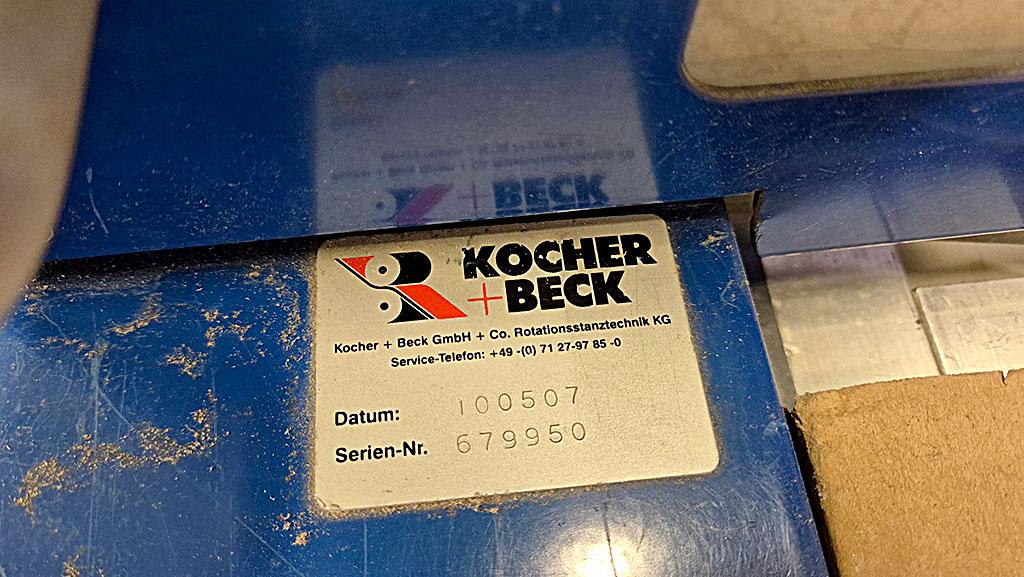 KOCHER
+BECK
Kocher + Beck GmbH + Co. Rotationsstanztechnik KG
Service-Telefon: +49 -(0) 71 27-97 85 -0
Datum: 100507
Serien-Nr. 679950